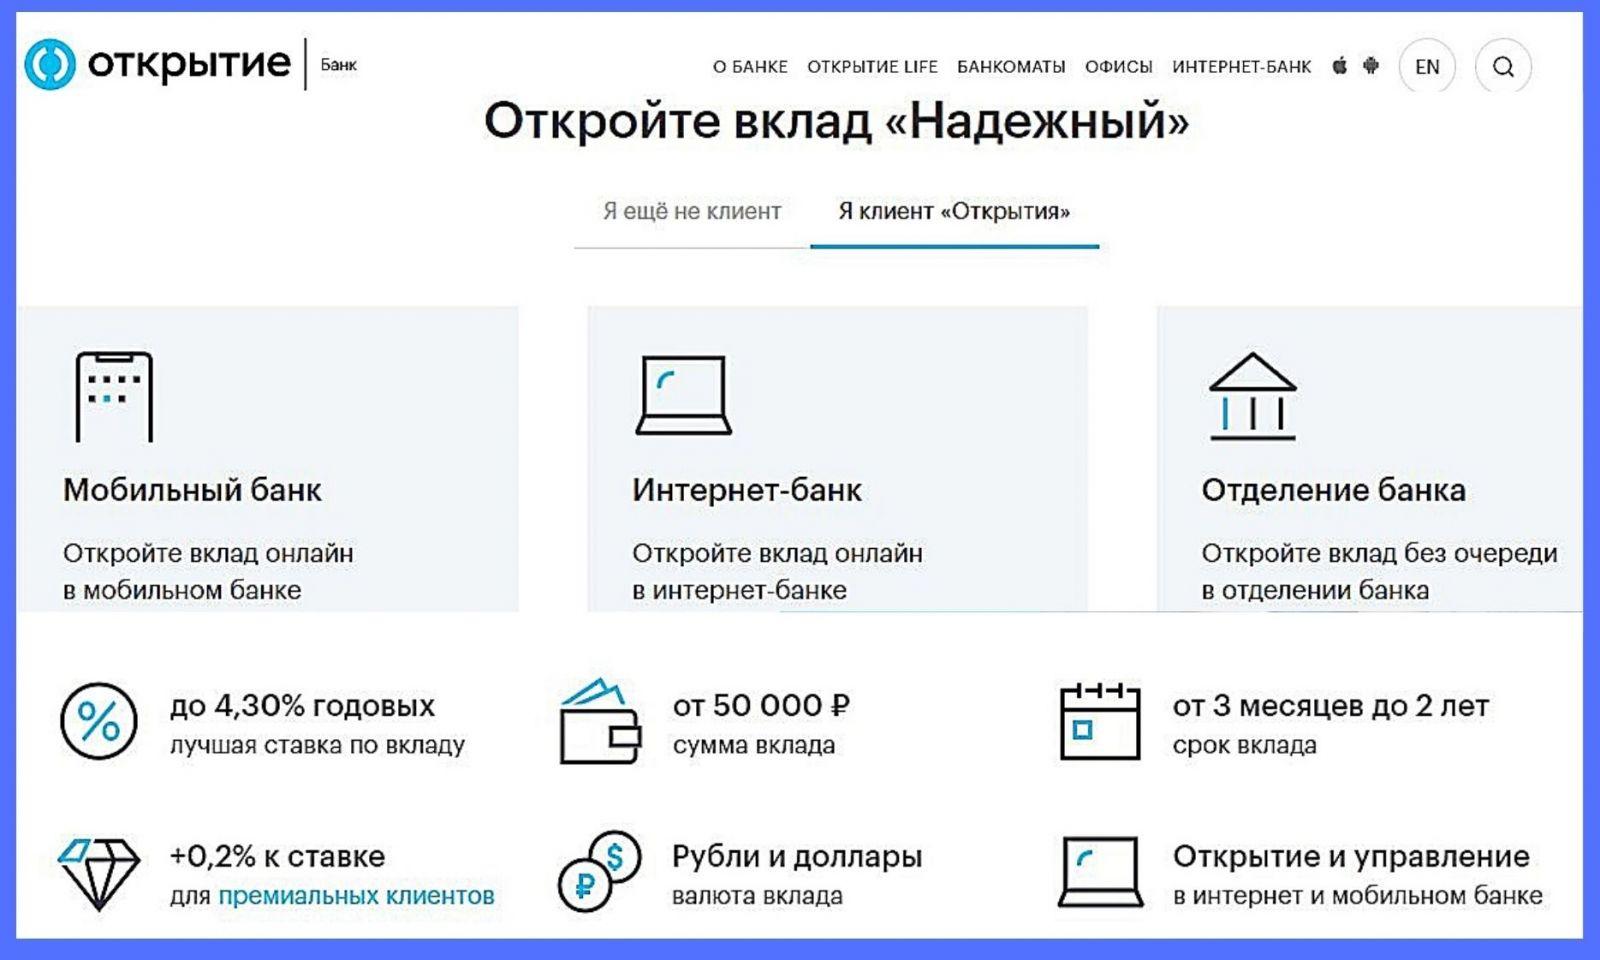 открытие Банк
О БАНКЕ ОТКРЫТИЕ LIFE БАНКОМАТЫ ОФИСЫ ИНТЕРНЕТ-БАНК EN
Откройте вклад «Надежный»
Я ещё не клиент Я клиент «Открытия»
Мобильный банк
Откройте вклад онлайн
в мобильном банке
Интернет-банк
Откройте вклад онлайн
в интернет-банке
Отделение банка
Откройте вклад без очереди
в отделении банка
%
до 4,30% годовых
лучшая ставка по вкладу
от 50 000 ₽
сумма вклада
от 3 месяцев до 2 лет
срок вклада
+0,2% к ставке
для премиальных клиентов
$
₽
Рубли и доллары
валюта вклада
Открытие и управление
в интернет и мобильном банке